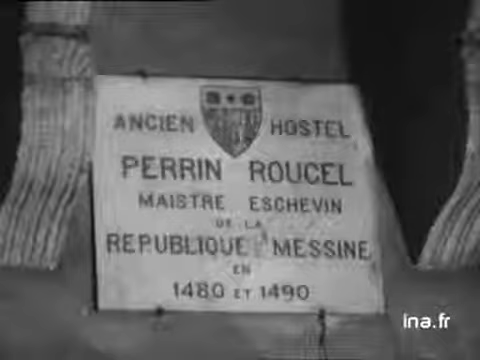 ANCIEN HOSTEL
PERRIN ROUCEL
MAISTRE ESCHEVIN
DE LA
REPUBLIQUE MESSINE
EN
1480 ET 1490
ina.fr